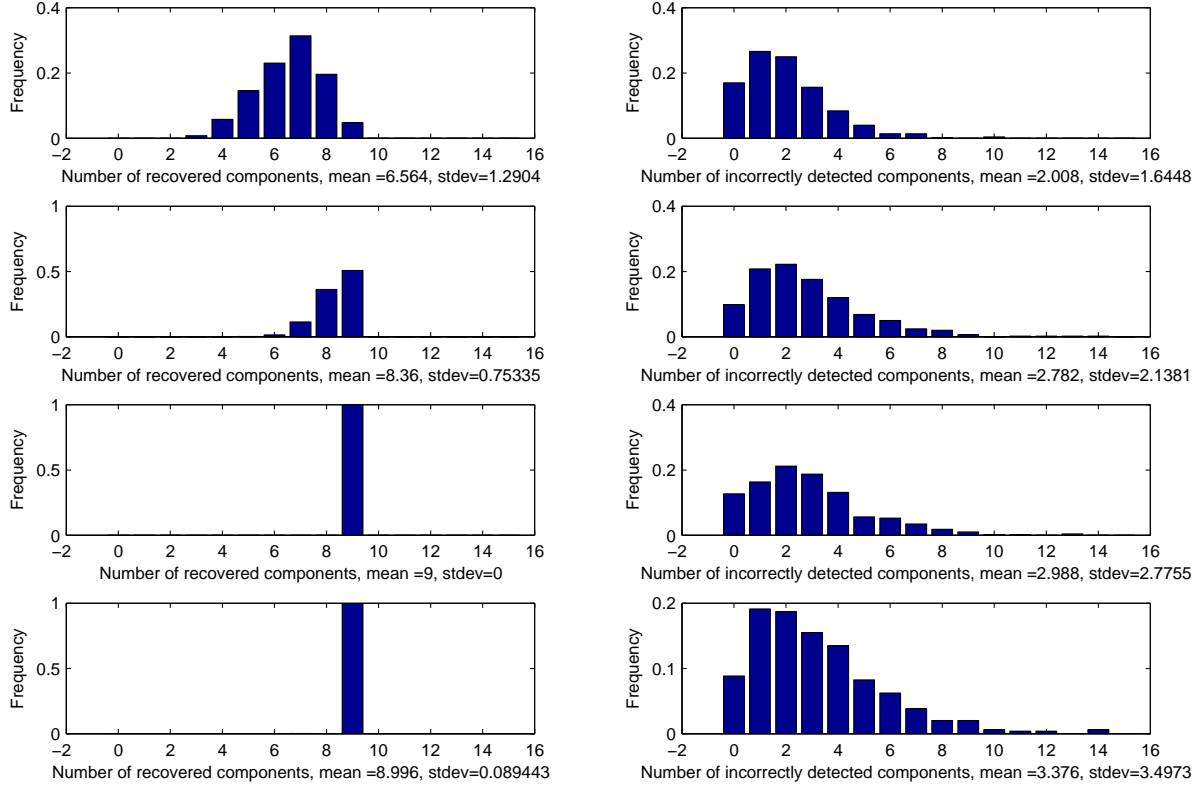 0.4
0.2
0
Frequency
−2 0 2 4 6 8 10 12 14 16
Number of recovered components, mean =6.564, stdev=1.2904
0.4
0.2
0
Frequency
−2 0 2 4 6 8 10 12 14 16
Number of incorrectly detected components, mean =2.008, stdev=1.6448
1
0.5
0
Frequency
−2 0 2 4 6 8 10 12 14 16
Number of recovered components, mean =8.36, stdev=0.75335
0.4
0.2
0
Frequency
−2 0 2 4 6 8 10 12 14 16
Number of incorrectly detected components, mean =2.782, stdev=2.1381
1
0.5
0
Frequency
−2 0 2 4 6 8 10 12 14 16
Number of recovered components, mean =9, stdev=0
0.4
0.2
0
Frequency
−2 0 2 4 6 8 10 12 14 16
Number of incorrectly detected components, mean =2.988, stdev=2.7755
1
0.5
0
Frequency
−2 0 2 4 6 8 10 12 14 16
Number of recovered components, mean =8.996, stdev=0.089443
0.2
0.1
0
Frequency
−2 0 2 4 6 8 10 12 14 16
Number of incorrectly detected components, mean =3.376, stdev=3.4973